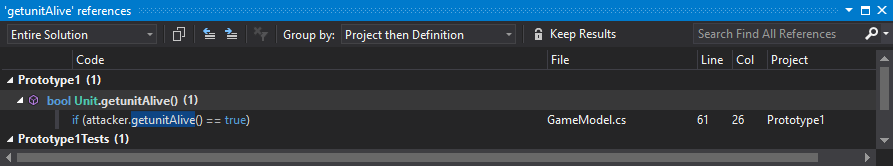 'getunitAlive' references
Entire Solution Group by: Project then Definition Keep Results Search Find All References
Code File Line Col Project
Prototype1 (1)
bool Unit.getunitAlive() (1)
if (attacker.getunitAlive() == true) GameModel.cs 61 26 Prototype1
Prototype1Tests (1)